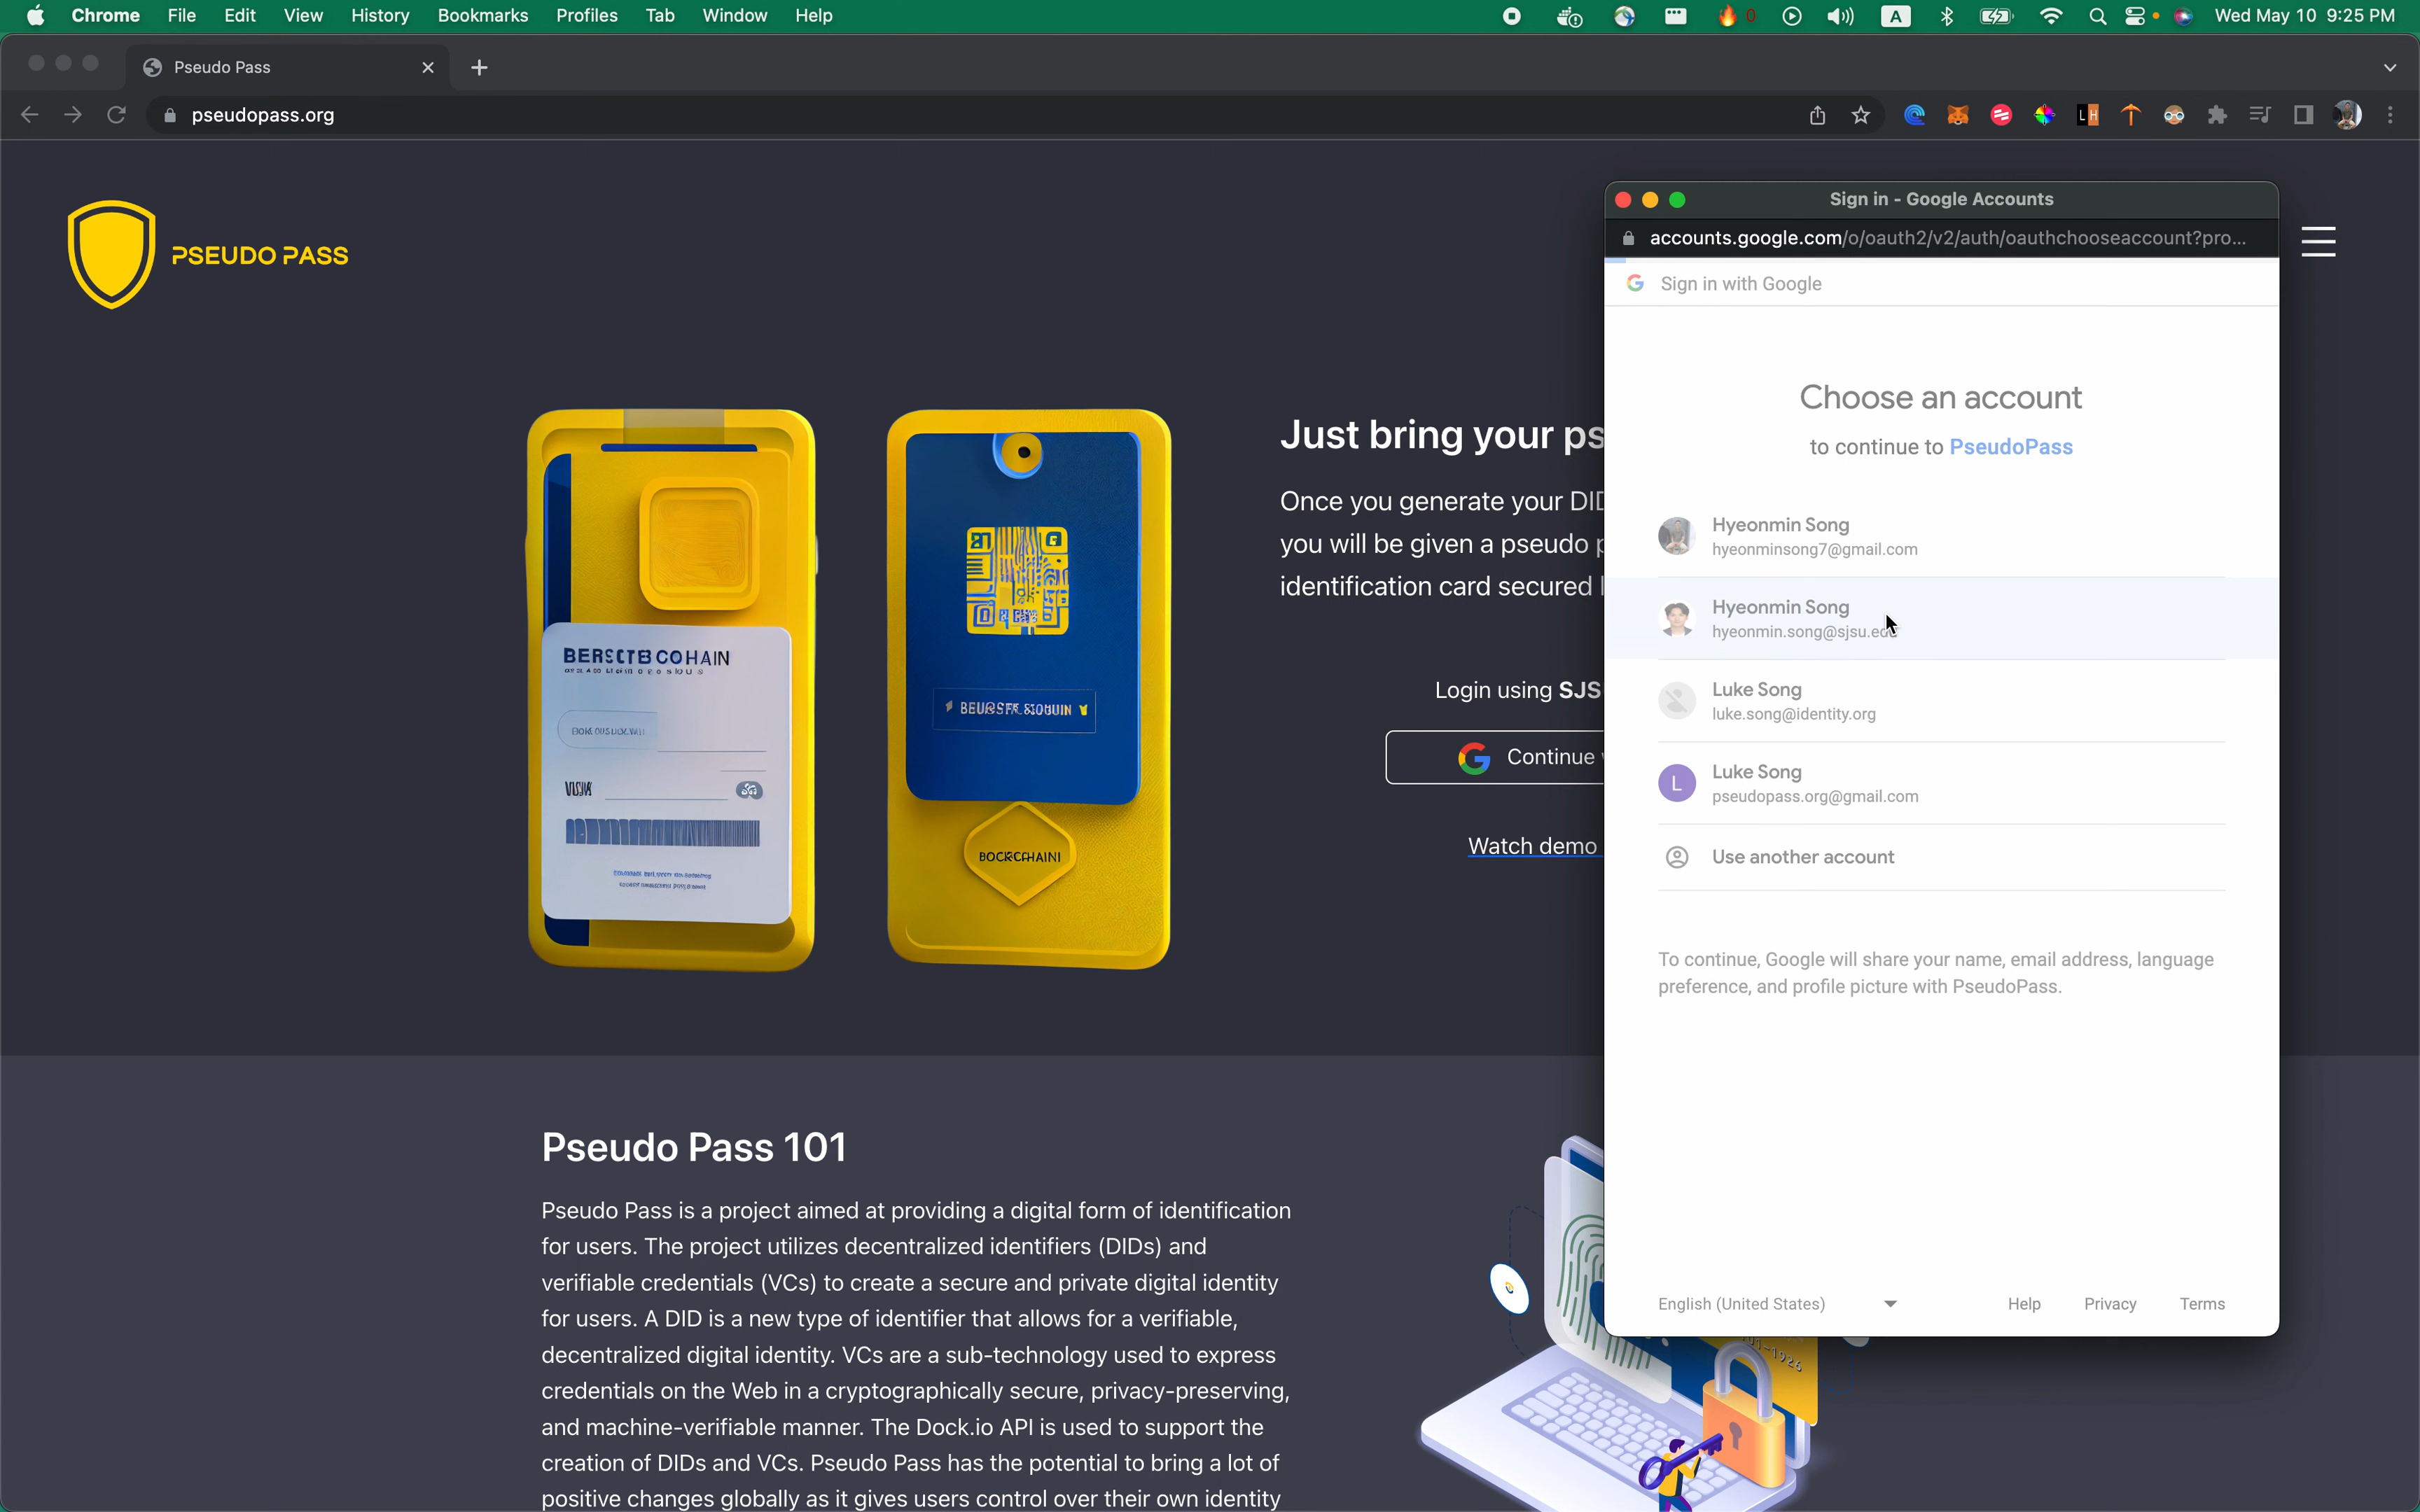 Chrome File Edit View History Bookmarks Profiles Tab Window Help
0 A Wed May 10 9:25 PM
Pseudo Pass
pseudopass.org
LH
PSEUDO PASS
Just bring your ps
Once you generate your DID
you will be given a pseudo p
identification card secured
Login using SJS
Continue
Watch demo
BERSCTBCOHAIN
VUSIA
BOCKCFHAINI
Sign in - Google Accounts
accounts.google.com/o/oauth2/v2/auth/oauthchooseaccount?pro...
Sign in with Google
Choose an account
to continue to PseudoPass
Hyeonmin Song
hyeonminsong7@gmail.com
Hyeonmin Song
hyeonmin.song@sjsu.edu
Luke Song
luke.song@identity.org
L
Luke Song
pseudopass.org@gmail.com
Use another account
To continue, Google will share your name, email address, language
preference, and profile picture with PseudoPass.
English (United States) Help Privacy Terms
Pseudo Pass 101
Pseudo Pass is a project aimed at providing a digital form of identification
for users. The project utilizes decentralized identifiers (DIDs) and
verifiable credentials (VCs) to create a secure and private digital identity
for users. A DID is a new type of identifier that allows for a verifiable,
decentralized digital identity. VCs are a sub-technology used to express
credentials on the Web in a cryptographically secure, privacy-preserving,
and machine-verifiable manner. The Dock.io API is used to support the
creation of DIDs and VCs. Pseudo Pass has the potential to bring a lot of
positive changes globally as it gives users control over their own identity